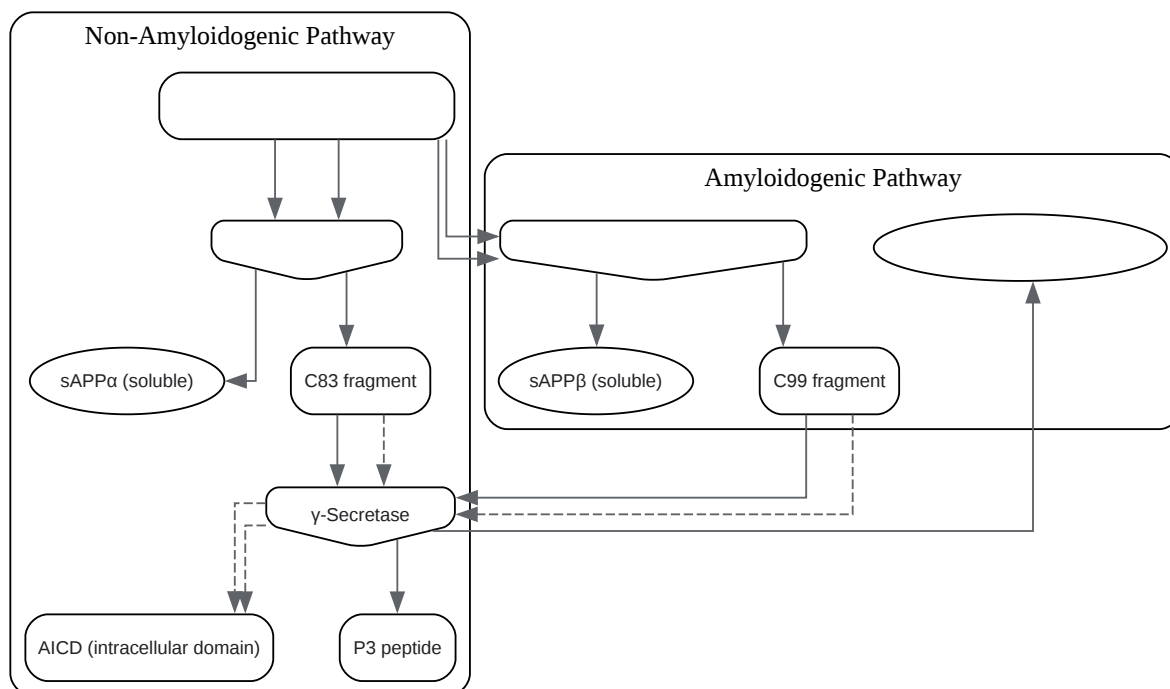 Non-Amyloidogenic Pathway
Amyloidogenic Pathway
sAPPα (soluble)
C83 fragment
sAPPβ (soluble)
C99 fragment
γ-Secretase
AICD (intracellular domain)
P3 peptide